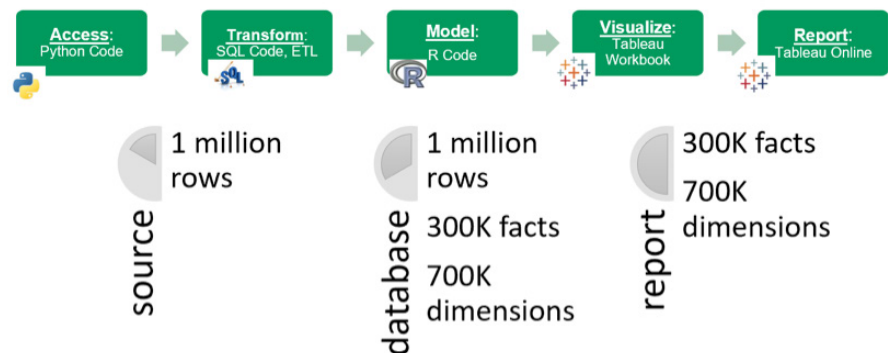 Access:
Python Code
Transform:
SQL Code, ETL
Model:
R Code
Visualize:
Tableau
Workbook
Report:
Tableau Online
SQL
R
source
1 million
rows
database
1 million
rows
300K facts
700K
dimensions
report
300K facts
700K
dimensions